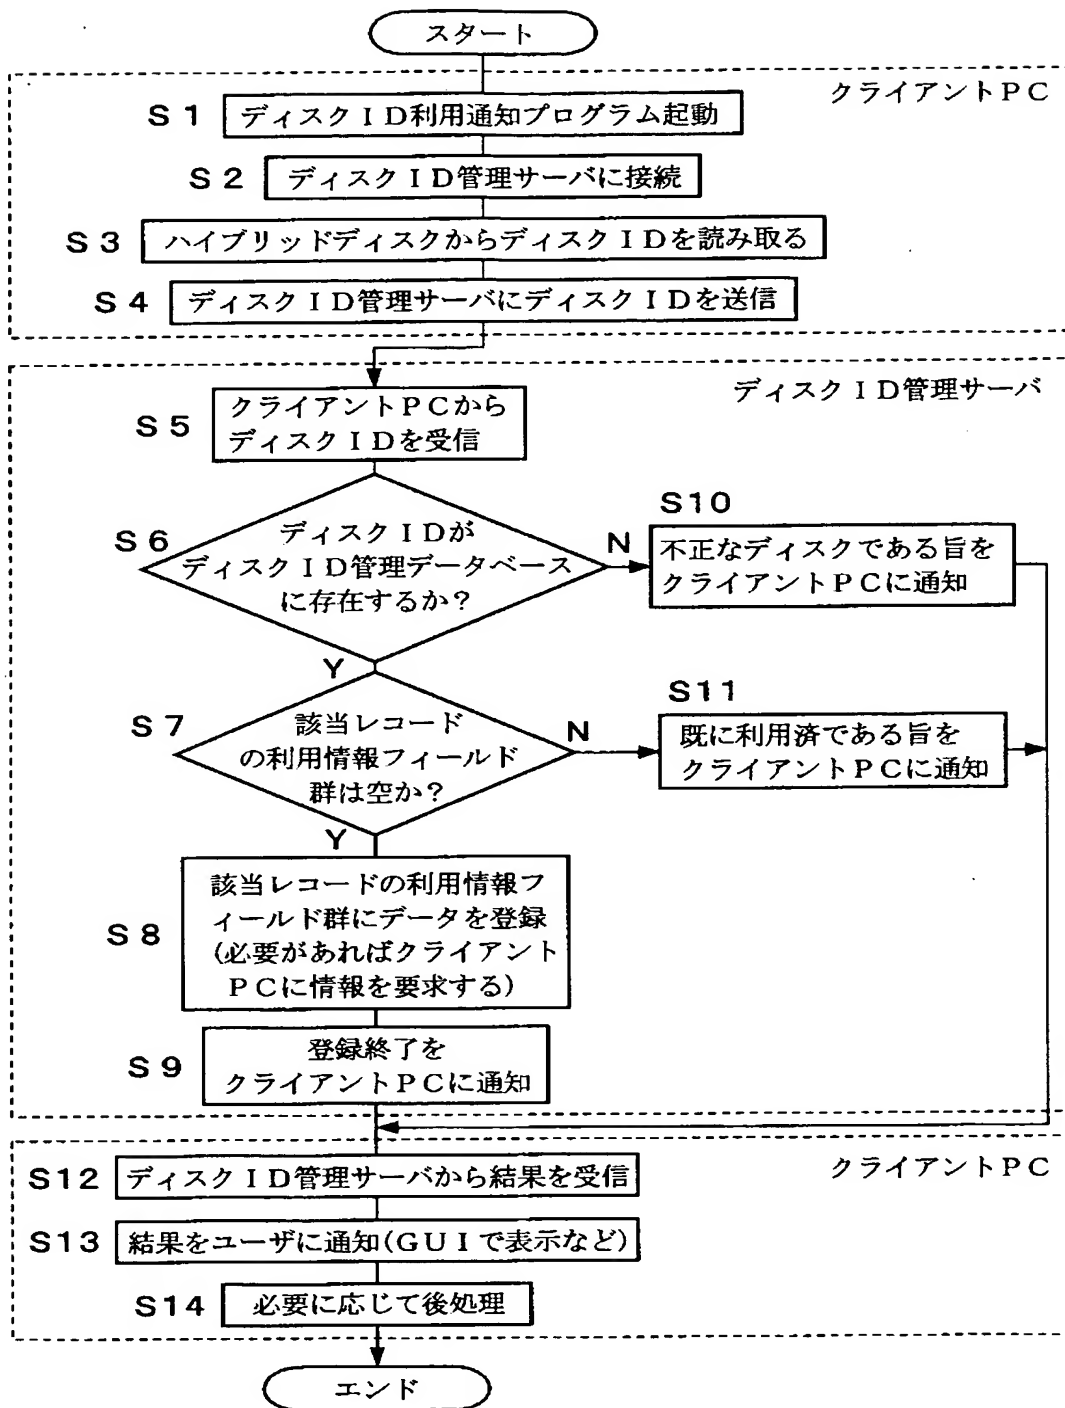 スタート
クライアントPC
S1 ディスクID利用通知プログラム起動
S2 ディスクID管理サーバに接続
S3 ハイブリッドディスクからディスクIDを読み取る
S4 ディスクID管理サーバにディスクIDを送信
ディスクID管理サーバ
S5
クライアントPCから
ディスクIDを受信
S6
ディスクIDが
ディスクID管理データベース
に存在するか?
N
S10
不正なディスクである旨を
クライアントPCに通知
Y
S7
該当レコード
の利用情報フィールド
群は空か?
N
S11
既に利用済である旨を
クライアントPCに通知
Y
S8
該当レコードの利用情報フ
ィールド群にデータを登録
(必要があればクライアント
PCに情報を要求する)
S9
登録終了を
クライアントPCに通知
クライアントPC
S12 ディスクID管理サーバから結果を受信
S13 結果をユーザに通知(GUIで表示など)
S14 必要に応じて後処理
エンド